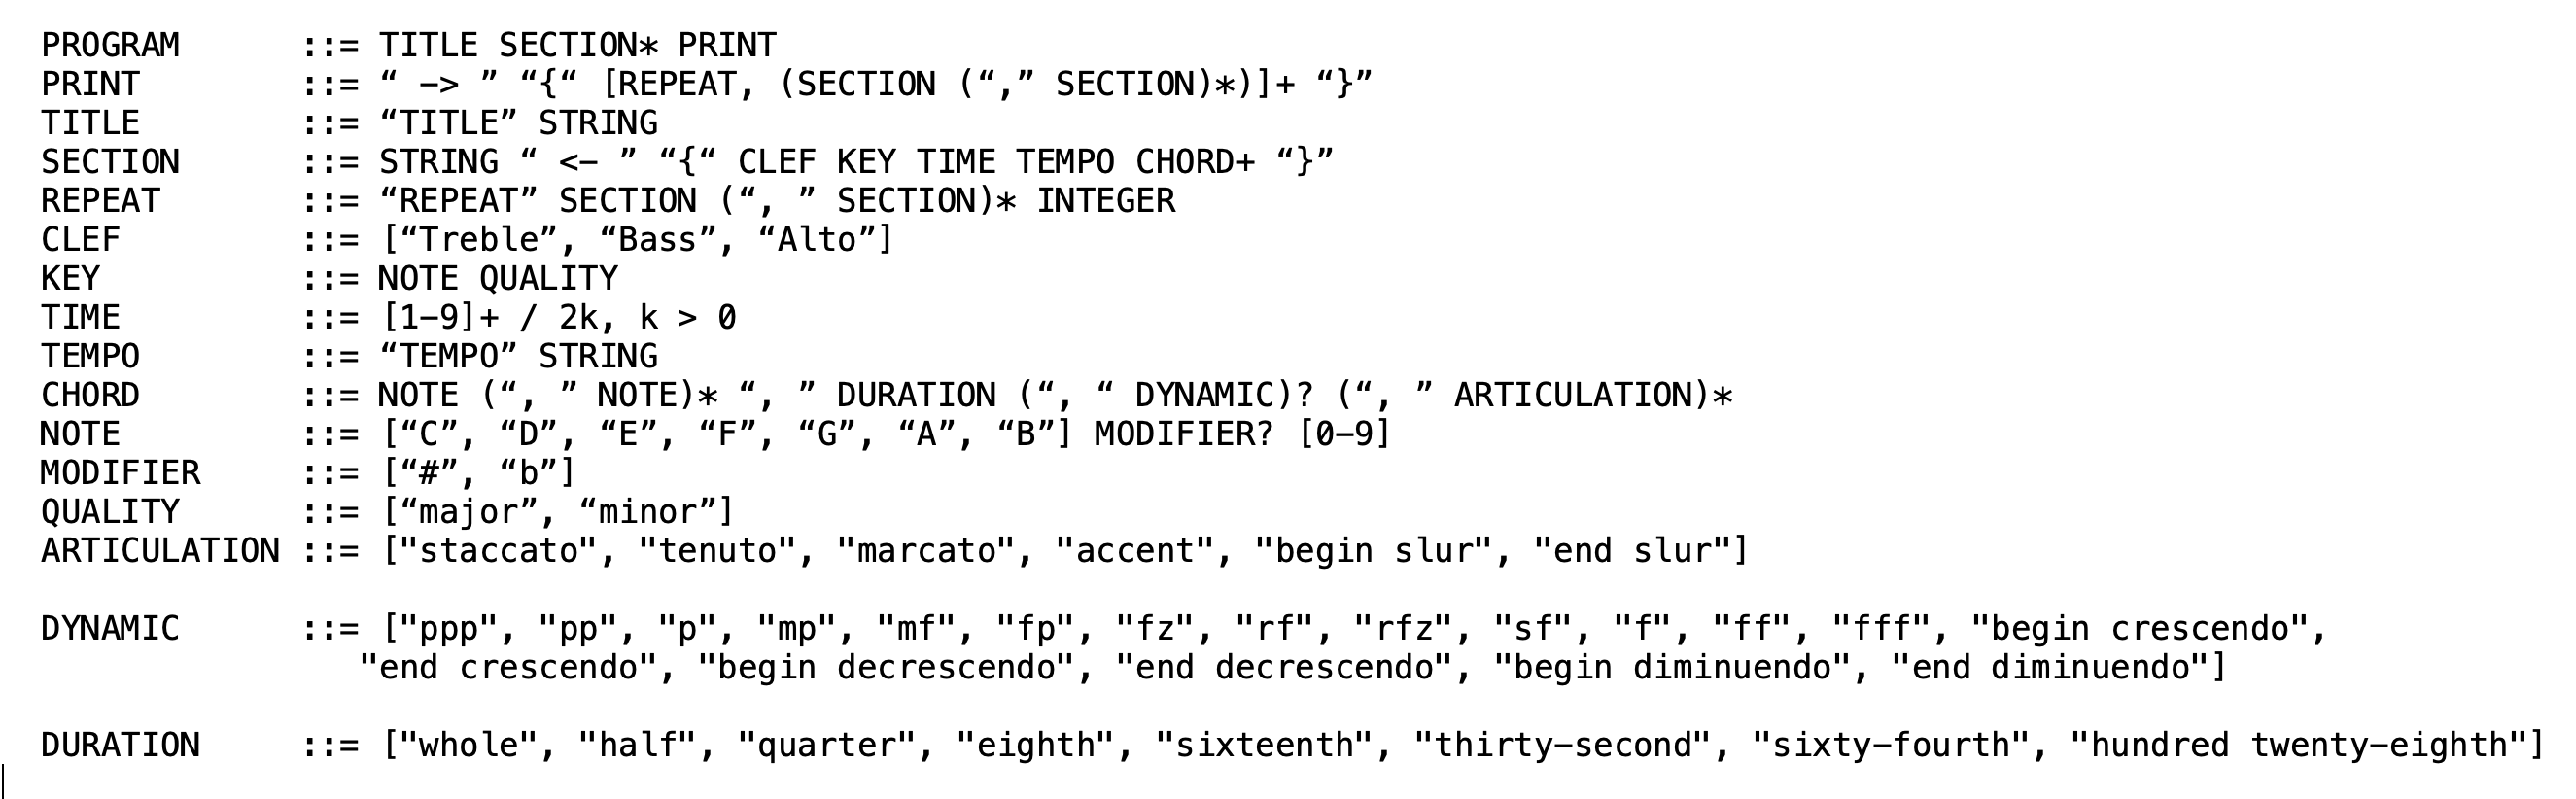 PROGRAM ::= TITLE SECTION* PRINT
PRINT ::= “ -> ” “{“ [REPEAT, (SECTION (“,” SECTION)*)]+ “}”
TITLE ::= “TITLE” STRING
SECTION ::= STRING “ <- ” “{“ CLEF KEY TIME TEMPO CHORD+ “}”
REPEAT ::= “REPEAT” SECTION (“, ” SECTION)* INTEGER
CLEF ::= [“Treble”, “Bass”, “Alto”]
KEY ::= NOTE QUALITY
TIME ::= [1-9]+ / 2k, k > 0
TEMPO ::= “TEMPO” STRING
CHORD ::= NOTE (“, ” NOTE)* “, ” DURATION (“, “ DYNAMIC)? (“, ” ARTICULATION)*
NOTE ::= [“C”, “D”, “E”, “F”, “G”, “A”, “B”] MODIFIER? [0-9]
MODIFIER ::= [“#”, “b”]
QUALITY ::= [“major”, “minor”]
ARTICULATION ::= ["staccato", "tenuto", "marcato", "accent", "begin slur", "end slur"]
DYNAMIC ::= ["ppp", "pp", "p", "mp", "mf", "fp", "fz", "rf", "rfz", "sf", "f", "ff", "fff", "begin crescendo",
"end crescendo", "begin decrescendo", "end decrescendo", "begin diminuendo", "end diminuendo"]
DURATION ::= ["whole", "half", "quarter", "eighth", "sixteenth", "thirty-second", "sixty-fourth", "hundred twenty-eighth"]